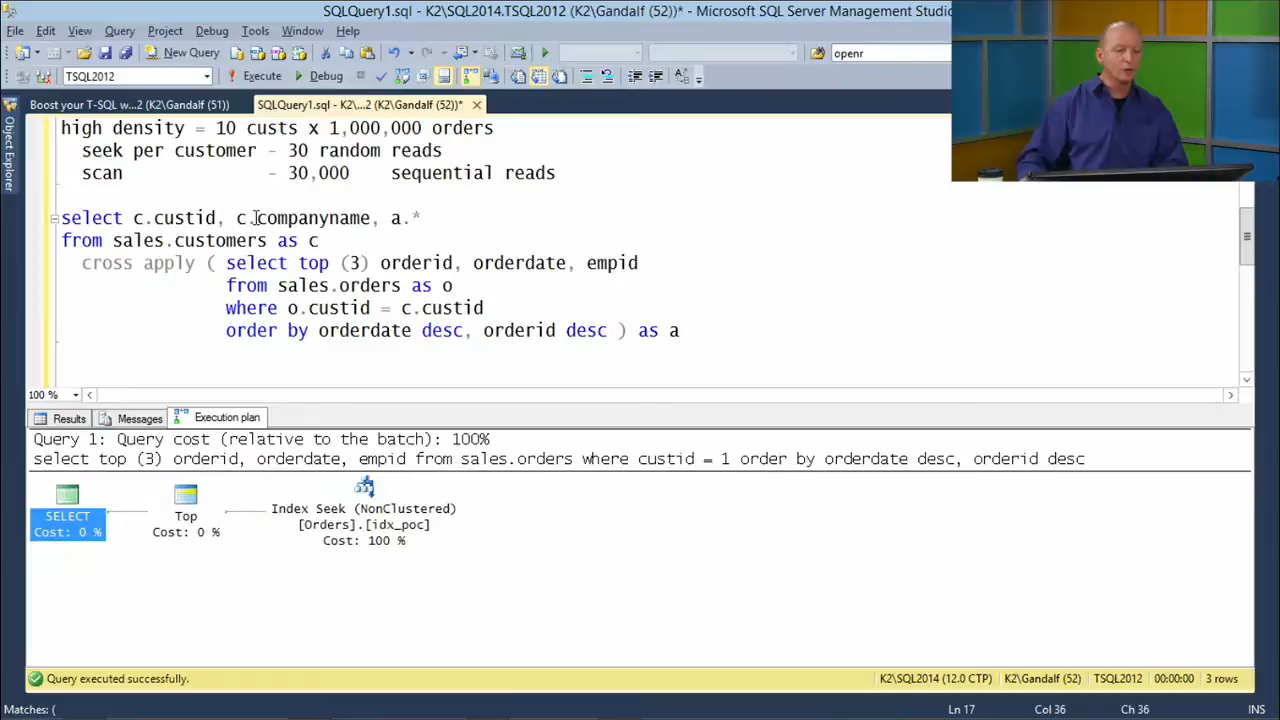 SQLQuery1.sql - K2\SQL2014.TSQL2012 (K2\Gandalf (52))* - Microsoft SQL Server Management Studio
File Edit View Query Project Debug Tools Window Help
New Query openr
TSQL2012 Execute Debug
Boost your T-SQL w...2 (K2\Gandalf (51)) SQLQuery1.sql - K2\...2 (K2\Gandalf (52))*
Object Explorer
high density = 10 custs x 1,000,000 orders
seek per customer - 30 random reads
scan - 30,000 sequential reads
select c.custid, c.companyname, a.*
from sales.customers as c
cross apply ( select top (3) orderid, orderdate, empid
from sales.orders as o
where o.custid = c.custid
order by orderdate desc, orderid desc ) as a
100 %
Results Messages Execution plan
Query 1: Query cost (relative to the batch): 100%
select top (3) orderid, orderdate, empid from sales.orders where custid = 1 order by orderdate desc, orderid desc
SELECT
Cost: 0 %
Top
Cost: 0 %
Index Seek (NonClustered)
[Orders].[idx_poc]
Cost: 100 %
Query executed successfully. K2\SQL2014 (12.0 CTP) K2\Gandalf (52) TSQL2012 00:00:00 3 rows
Matches: ( Ln 17 Col 36 Ch 36 INS